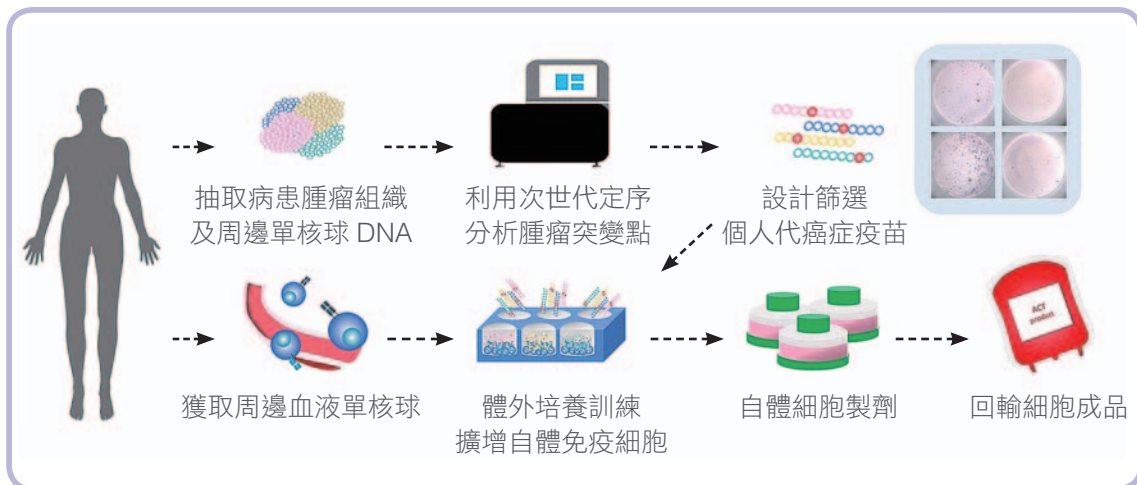 抽取病患腫瘤組織
及周邊單核球 DNA
利用次世代定序
分析腫瘤突變點
設計篩選
個人代癌症疫苗
獲取周邊血液單核球
體外培養訓練
擴增自體免疫細胞
自體細胞製劑
ACT
product
回輸細胞成品